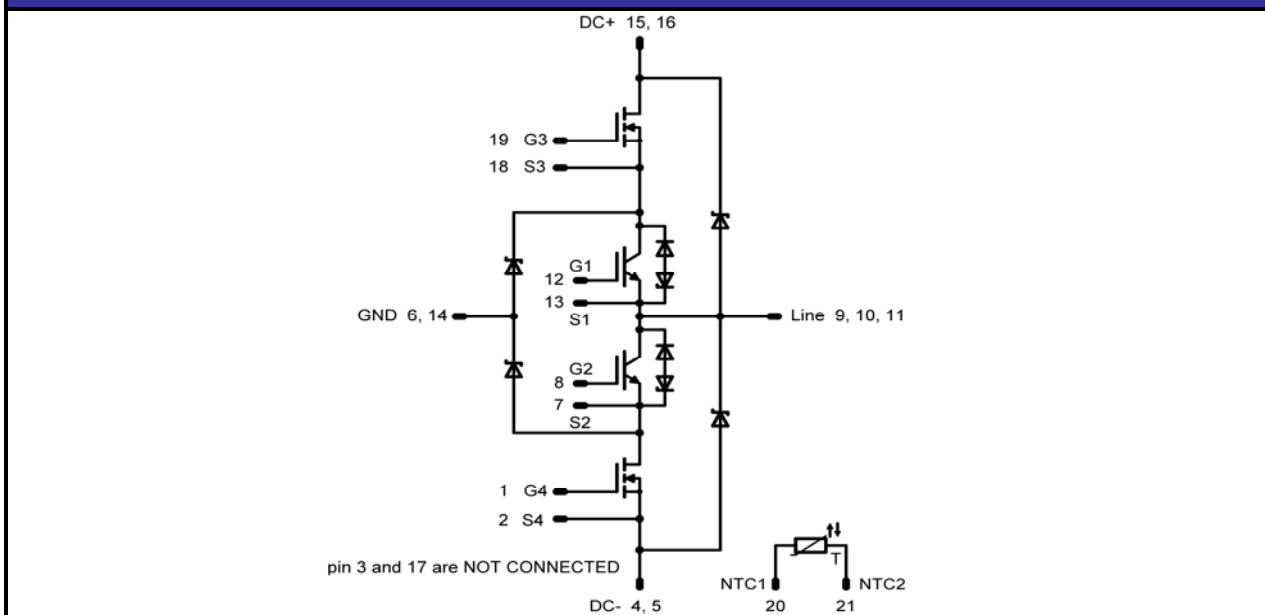 DC+ 15, 16
19 G3
18 S3
G1
12
13
S1
GND 6, 14
Line 9, 10, 11
G2
8
7
S2
1 G4
2 S4
T
pin 3 and 17 are NOT CONNECTED
NTC1
NTC2
DC- 4, 5
20
21